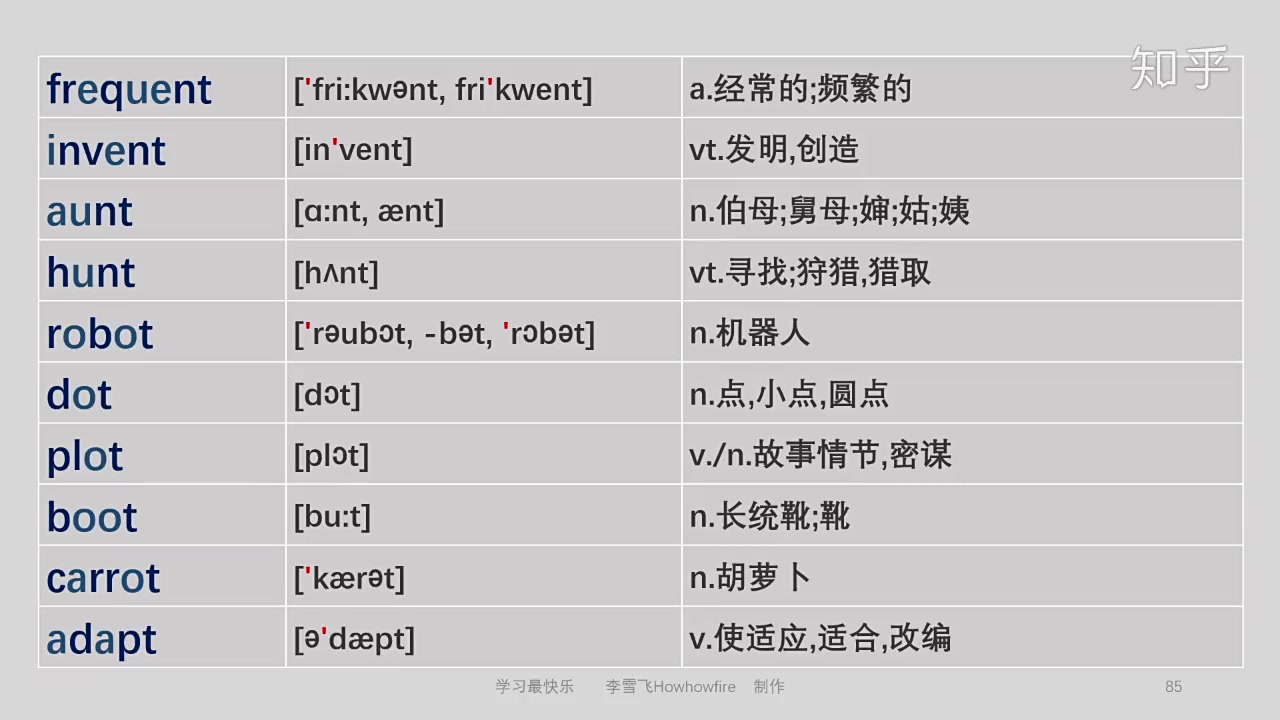 知乎
frequent ['fri:kwənt, fri'kwent] a.经常的;频繁的
invent [in'vent] vt.发明,创造
aunt [ɑ:nt, ænt] n.伯母;舅母;婶;姑;姨
hunt [hʌnt] vt.寻找;狩猎,猎取
robot ['rəubɔt, -bət, 'rɔbət] n.机器人
dot [dɔt] n.点,小点,圆点
plot [plɔt] v./n.故事情节,密谋
boot [bu:t] n.长统靴;靴
carrot ['kærət] n.胡萝卜
adapt [ə'dæpt] v.使适应,适合,改编
学习最快乐 李雪飞Howhowfire 制作 85